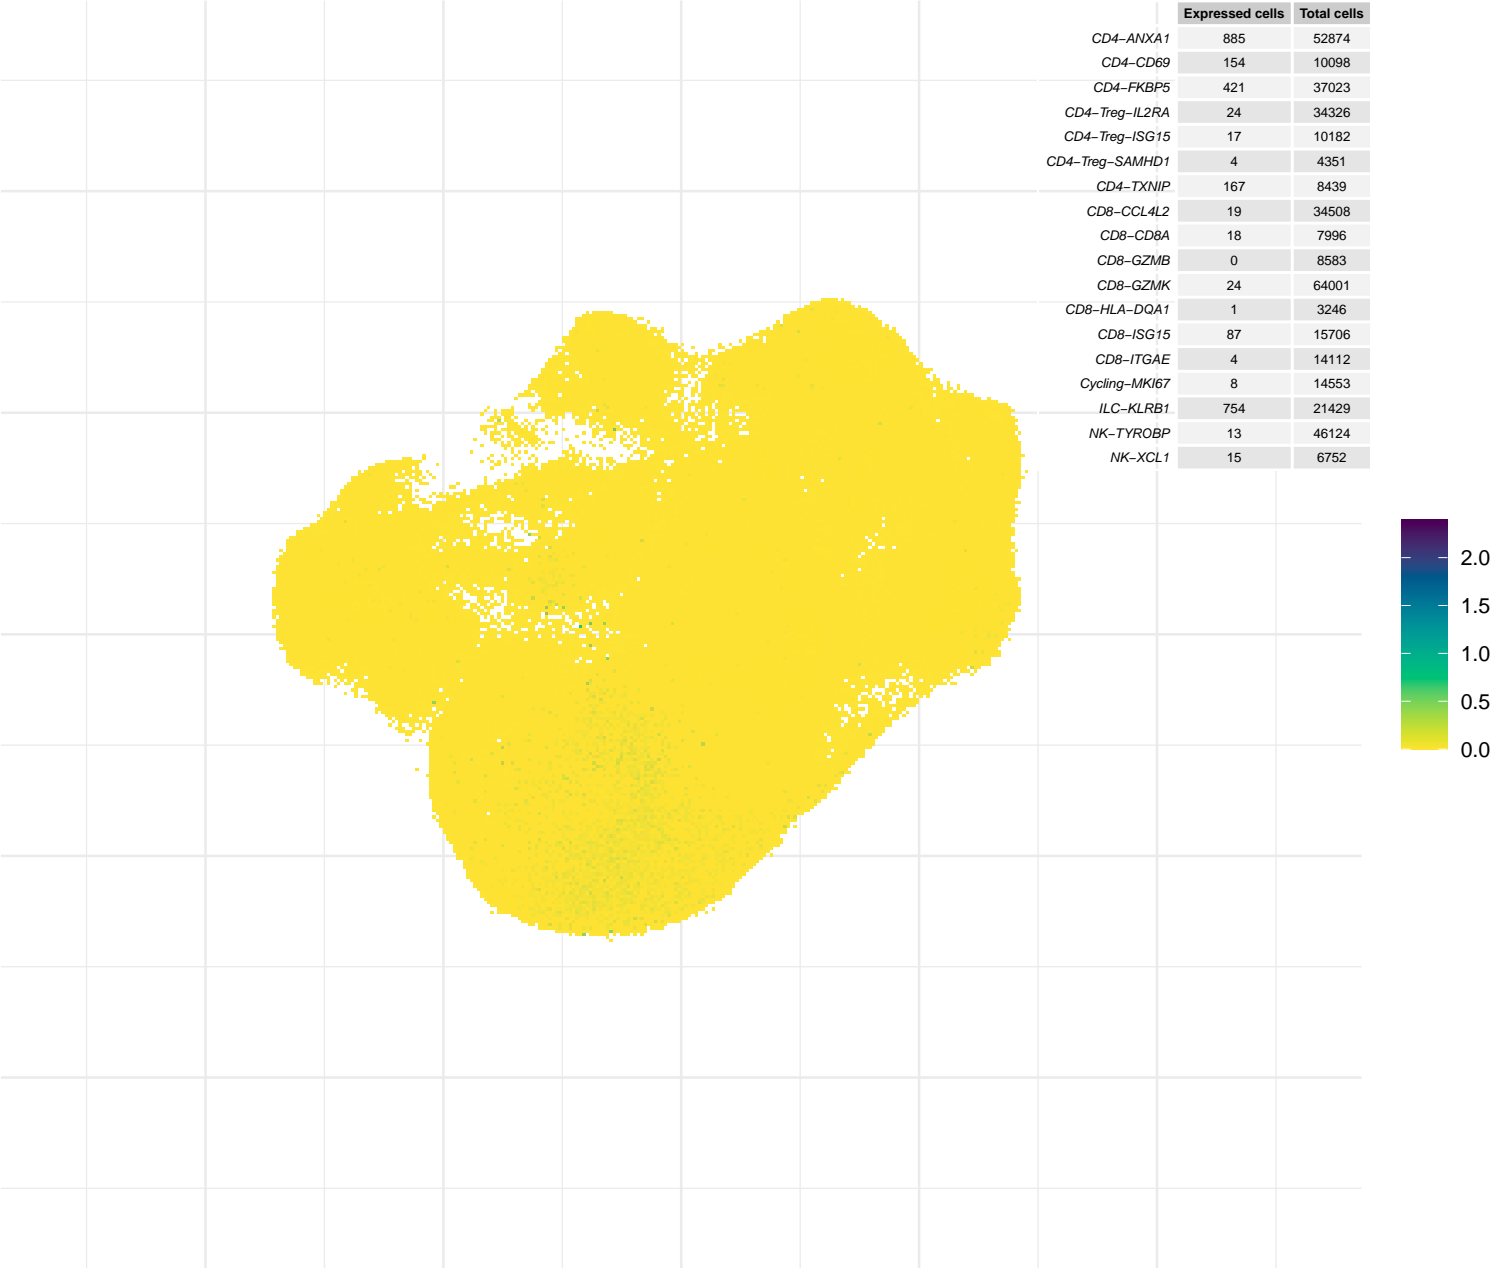 Expressed cells Total cells
CD4−ANXA1 885 52874
CD4−CD69 154 10098
CD4−FKBP5 421 37023
CD4−Treg−IL2RA 24 34326
CD4−Treg−ISG15 17 10182
CD4−Treg−SAMHD1 4 4351
CD4−TXNIP 167 8439
CD8−CCL4L2 19 34508
CD8−CD8A 18 7996
CD8−GZMB 0 8583
CD8−GZMK 24 64001
CD8−HLA−DQA1 1 3246
CD8−ISG15 87 15706
CD8−ITGAE 4 14112
Cycling−MKI67 8 14553
ILC−KLRB1 754 21429
NK−TYROBP 13 46124
NK−XCL1 15 6752
2.0
1.5
1.0
0.5
0.0